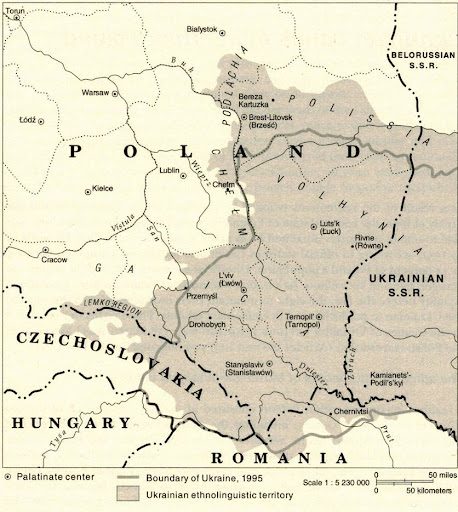 Torun
Białystok
BELORUSSIAN
S.S.R.
Buh
PODLACHIA
Warsaw
Bereza
Kartuzka
POLISSIA
Brest-Litovsk
(Brześć)
Łódź
POLAND
Lublin
Wieprz
Chełm
CHEŁM
VOLHYNIA
Kielce
Luts'k
(Łuck)
Rivne
(Równe)
Vistula
San
Cracow
GALICIA
L'viv
(Lwów)
UKRAINIAN
S.S.R.
LEMKO REGION
Przemyśl
Drohobych
Ternopil'
(Tarnopol)
CZECHOSLOVAKIA
Stanyslaviv
(Stanisławów)
Dniester
Zbruch
Kamianets'-
Podil's'kyi
Chernivtsi
HUNGARY
Tysa
Prut
ROMANIA
Palatinate center
Boundary of Ukraine, 1995
Scale 1 : 5 230 000
0 50 miles
0 50 kilometers
Ukrainian ethnolinguistic territory